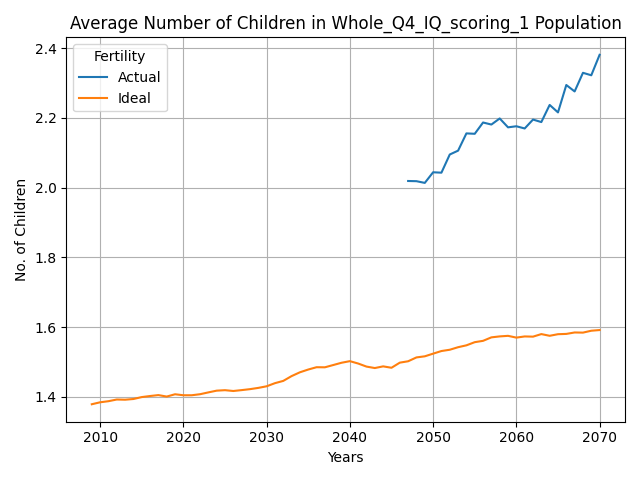 Average Number of Children in Whole_Q4_IQ_scoring_1 Population
Fertility
Actual
Ideal
No. of Children
2.4
2.2
2.0
1.8
1.6
1.4
2010 2020 2030 2040 2050 2060 2070
Years